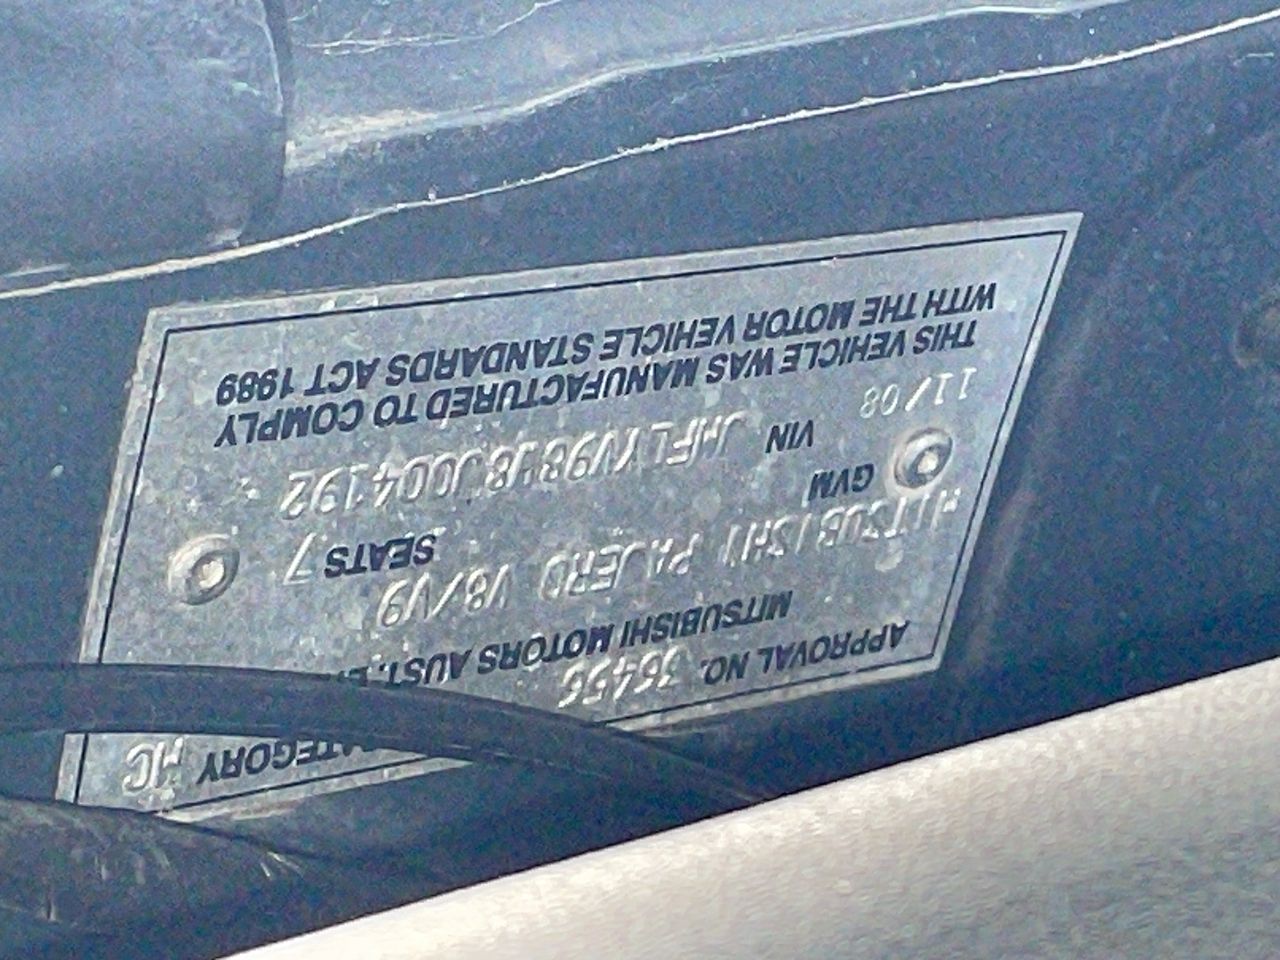 APPROVAL NO. 36456 CATEGORY MC
MITSUBISHI MOTORS AUST.
MITSUBISHI PAJERO V8/V9
GVM SEATS 7
VIN JMFLYV98W8J004192
11/08
THIS VEHICLE WAS MANUFACTURED TO COMPLY
WITH THE MOTOR VEHICLE STANDARDS ACT 1989